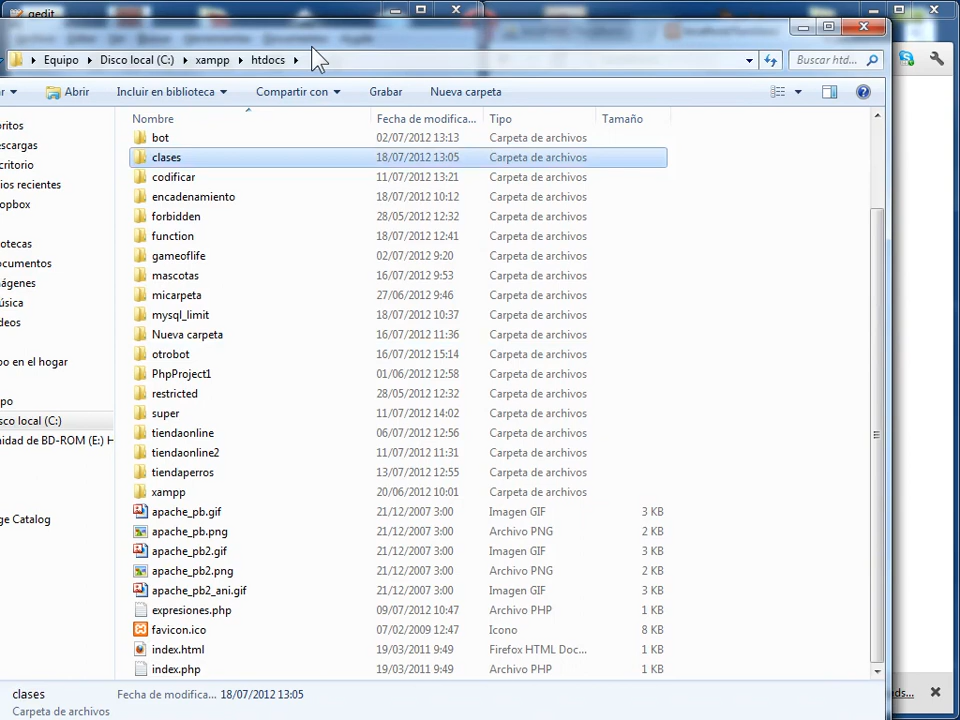 gedit
Equipo Disco local (C:) xampp htdocs Buscar htd...
ar Abrir Incluir en biblioteca Compartir con Grabar Nueva carpeta
Nombre Fecha de modifica... Tipo Tamaño
bot 02/07/2012 13:13 Carpeta de archivos
clases 18/07/2012 13:05 Carpeta de archivos
codificar 11/07/2012 13:21 Carpeta de archivos
encadenamiento 18/07/2012 10:12 Carpeta de archivos
forbidden 28/05/2012 12:32 Carpeta de archivos
function 18/07/2012 12:41 Carpeta de archivos
gameoflife 02/07/2012 9:20 Carpeta de archivos
mascotas 16/07/2012 9:53 Carpeta de archivos
micarpeta 27/06/2012 9:46 Carpeta de archivos
mysql_limit 18/07/2012 10:37 Carpeta de archivos
Nueva carpeta 16/07/2012 11:36 Carpeta de archivos
otrobot 16/07/2012 15:14 Carpeta de archivos
PhpProject1 01/06/2012 12:58 Carpeta de archivos
restricted 28/05/2012 12:32 Carpeta de archivos
super 11/07/2012 14:02 Carpeta de archivos
tiendaonline 06/07/2012 12:56 Carpeta de archivos
tiendaonline2 11/07/2012 11:31 Carpeta de archivos
tiendaperros 13/07/2012 12:55 Carpeta de archivos
xampp 20/06/2012 10:01 Carpeta de archivos
apache_pb.gif 21/12/2007 3:00 Imagen GIF 3 KB
apache_pb.png 21/12/2007 3:00 Archivo PNG 2 KB
apache_pb2.gif 21/12/2007 3:00 Imagen GIF 3 KB
apache_pb2.png 21/12/2007 3:00 Archivo PNG 2 KB
apache_pb2_ani.gif 21/12/2007 3:00 Imagen GIF 3 KB
expresiones.php 09/07/2012 10:47 Archivo PHP 1 KB
favicon.ico 07/02/2009 12:47 Icono 8 KB
index.html 19/03/2011 9:49 Firefox HTML Doc... 1 KB
index.php 19/03/2011 9:49 Archivo PHP 1 KB
oritos
escargas
critorio
ios recientes
opbox
otecas
ocumentos
ágenes
úsica
deos
po en el hogar
po
sco local (C:)
nidad de BD-ROM (E:) H
ge Catalog
clases Fecha de modifica... 18/07/2012 13:05
Carpeta de archivos
ds...